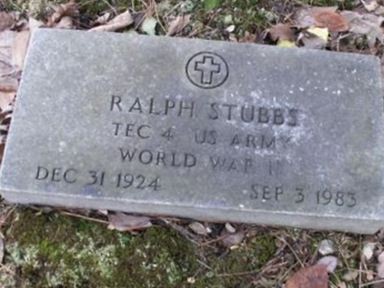 RALPH STUBBS
TEC 4 US ARMY
WORLD WAR II
DEC 31 1924 SEP 3 1983